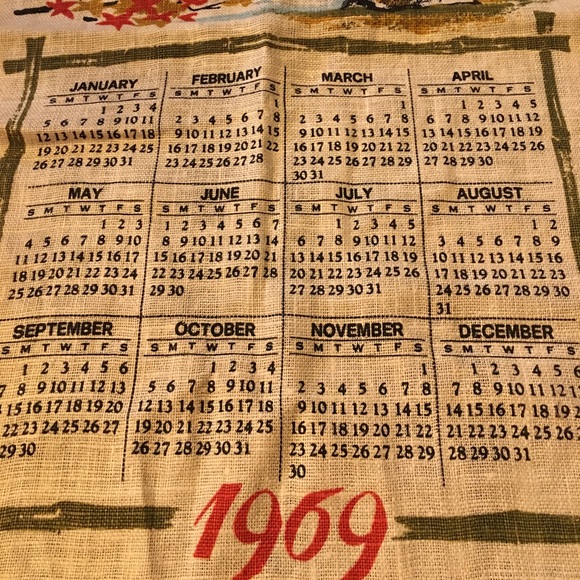 JANUARY FEBRUARY MARCH APRIL
S M T W T F S S M T W T F S S M T W T F S S M T W T F S
1 2 3 4 1 1 1 2 3 4 5
5 6 7 8 9 10 11 2 3 4 5 6 7 8 2 3 4 5 6 7 8 6 7 8 9 10 11 12
12 13 14 15 16 17 18 9 10 11 12 13 14 15 9 10 11 12 13 14 15 13 14 15 16 17 18 19
19 20 21 22 23 24 25 16 17 18 19 20 21 22 16 17 18 19 20 21 22 20 21 22 23 24 25 26
26 27 28 29 30 31 23 24 25 26 27 28 23 24 25 26 27 28 29 27 28 29 30
30 31
MAY JUNE JULY AUGUST
S M T W T F S S M T W T F S S M T W T F S S M T W T F S
1 2 3 1 2 3 4 5 6 7 1 2 3 4 5 1 2
4 5 6 7 8 9 10 8 9 10 11 12 13 14 6 7 8 9 10 11 12 3 4 5 6 7 8 9
11 12 13 14 15 16 17 15 16 17 18 19 20 21 13 14 15 16 17 18 19 10 11 12 13 14 15 16
18 19 20 21 22 23 24 22 23 24 25 26 27 28 20 21 22 23 24 25 26 17 18 19 20 21 22 23
25 26 27 28 29 30 31 29 30 27 28 29 30 31 24 25 26 27 28 29 30
31
SEPTEMBER OCTOBER NOVEMBER DECEMBER
S M T W T F S S M T W T F S S M T W T F S S M T W T F S
1 2 3 4 5 6 1 2 3 4 1 1 2 3 4 5 6
7 8 9 10 11 12 13 5 6 7 8 9 10 11 2 3 4 5 6 7 8 7 8 9 10 11 12 13
15 16 17 18 19 20 12 13 14 15 16 17 18 9 10 11 12 13 14 15 14 15 16 17 18 19 20
22 23 24 25 26 27 19 20 21 22 23 24 25 16 17 18 19 20 21 22 21 22 23 24 25 26
29 30 26 27 28 29 30 31 23 24 25 26 27 28 29 28 29 30 31
30
1969